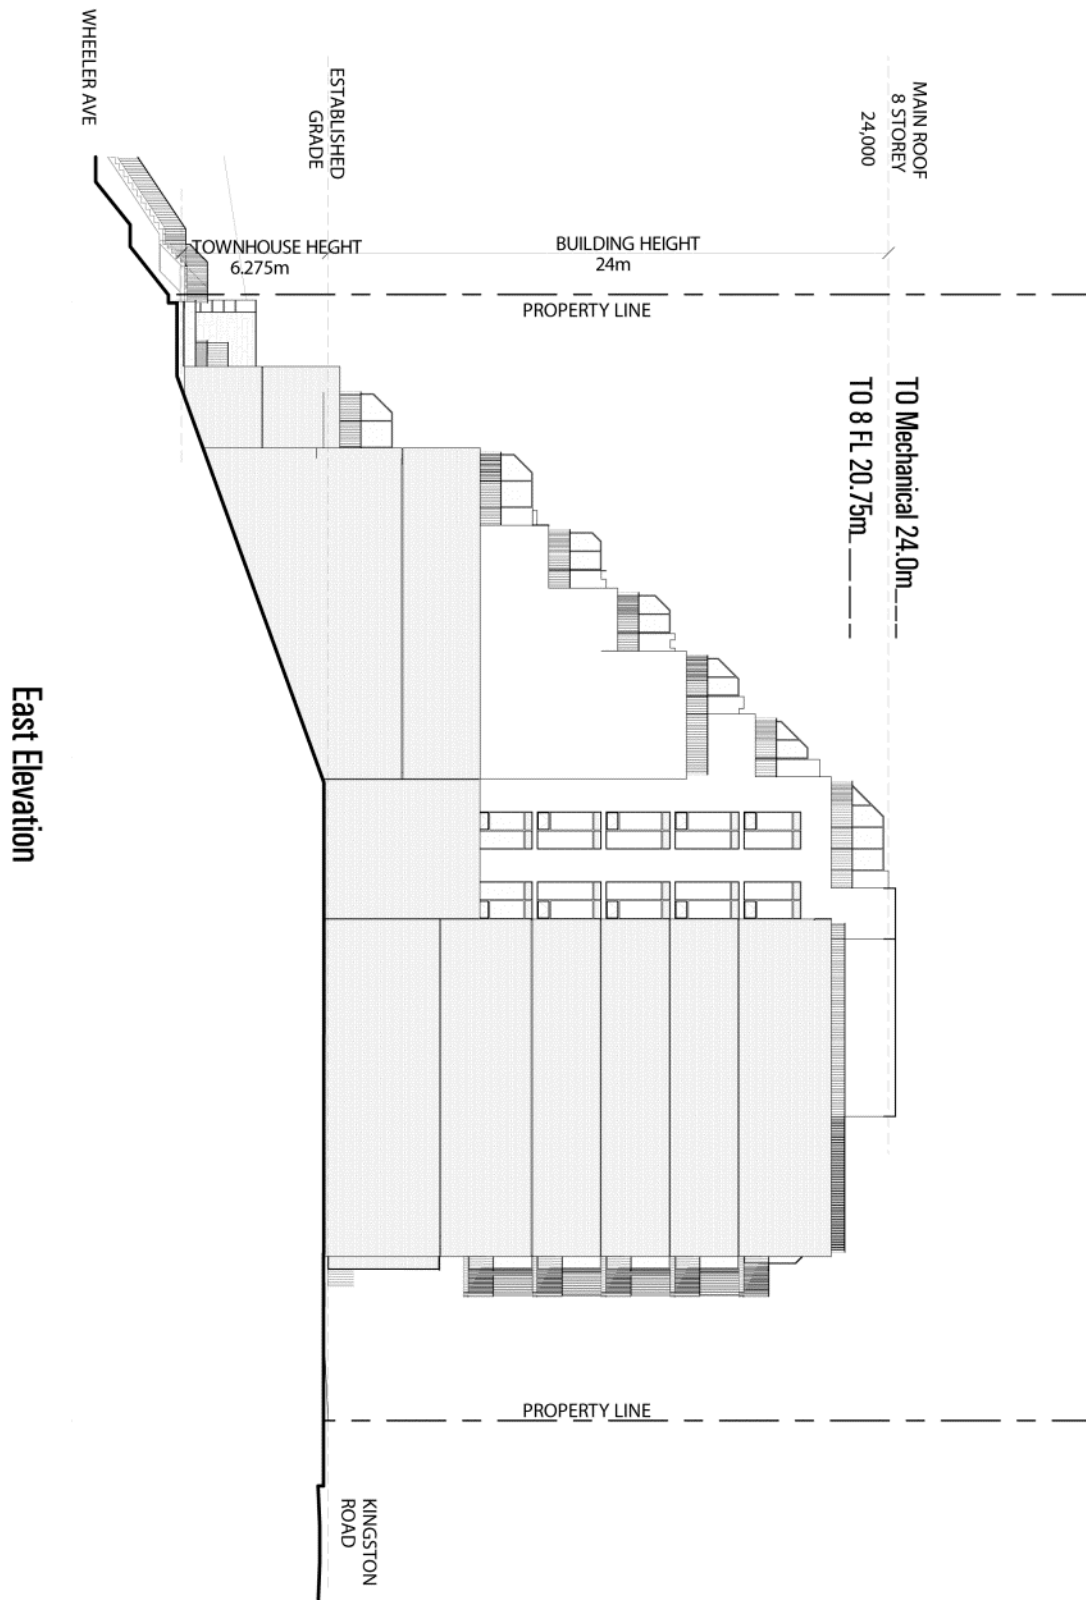 MAIN ROOF
8 STOREY
24,000
TO Mechanical 24.0m
TO 8 FL 20.75m
BUILDING HEIGHT
24m
PROPERTY LINE
PROPERTY LINE
ESTABLISHED
GRADE
TOWNHOUSE HEGHT
6.275m
KINGSTON
ROAD
WHEELER AVE
East Elevation